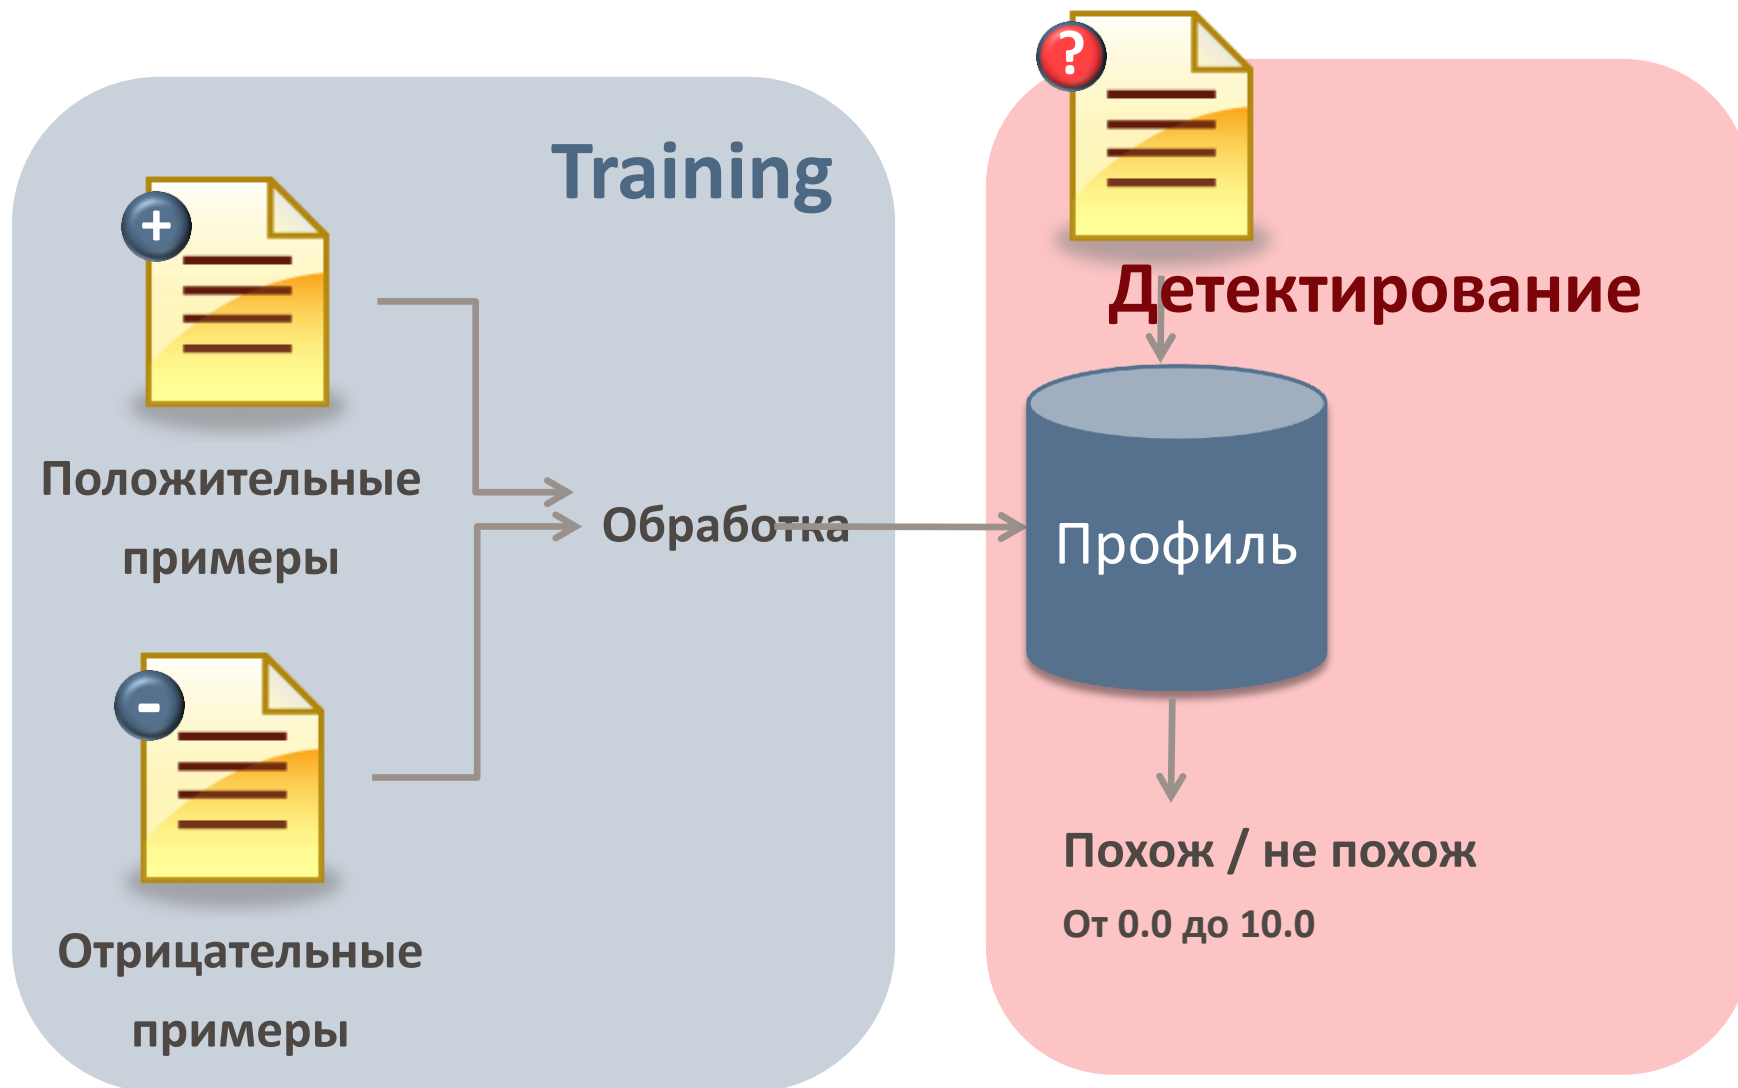 Training
+
Положительные
примеры
-
Отрицательные
примеры
Обработка
?
Детектирование
Профиль
Похож / не похож
От 0.0 до 10.0